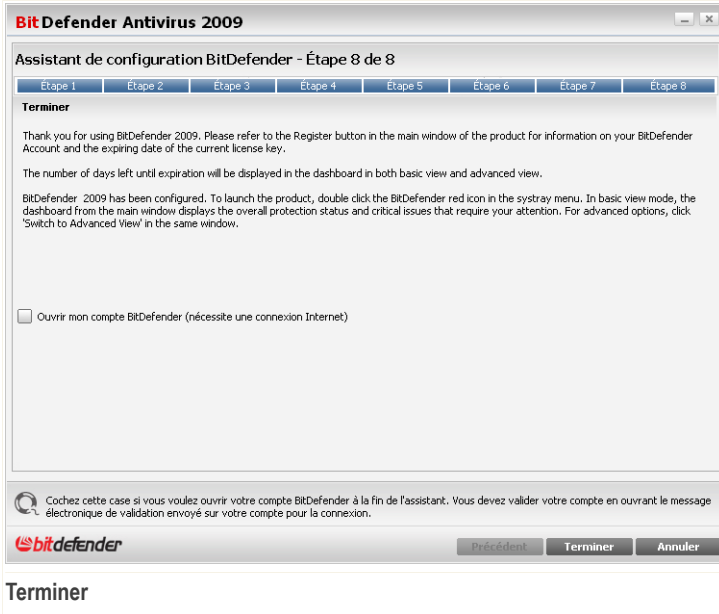 BitDefender Antivirus 2009
Assistant de configuration BitDefender - Étape 8 de 8
Étape 1 Étape 2 Étape 3 Étape 4 Étape 5 Étape 6 Étape 7 Étape 8
Terminer
Thank you for using BitDefender 2009. Please refer to the Register button in the main window of the product for information on your BitDefender
Account and the expiring date of the current license key.
The number of days left until expiration will be displayed in the dashboard in both basic view and advanced view.
BitDefender 2009 has been configured. To launch the product, double click the BitDefender red icon in the systray menu. In basic view mode, the
dashboard from the main window displays the overall protection status and critical issues that require your attention. For advanced options, click
'Switch to Advanced View' in the same window.
Ouvrir mon compte BitDefender (nécessite une connexion Internet)
Cochez cette case si vous voulez ouvrir votre compte BitDefender à la fin de l'assistant. Vous devez valider votre compte en ouvrant le message
électronique de validation envoyé sur votre compte pour la connexion.
bitdefender
Précédent Terminer Annuler
Terminer